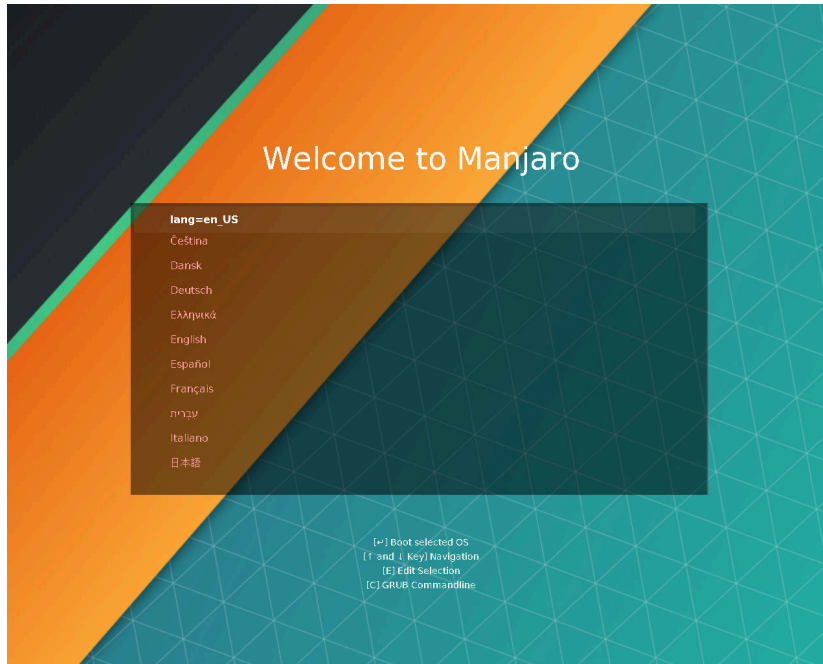 Welcome to Manjaro
lang=en_US
Čeština
Dansk
Deutsch
Ελληνικά
English
Español
Français
עברית
Italiano
日本語
[↵] Boot selected OS
[↑ and ↓ Key] Navigation
[E] Edit Selection
[C] GRUB Commandline